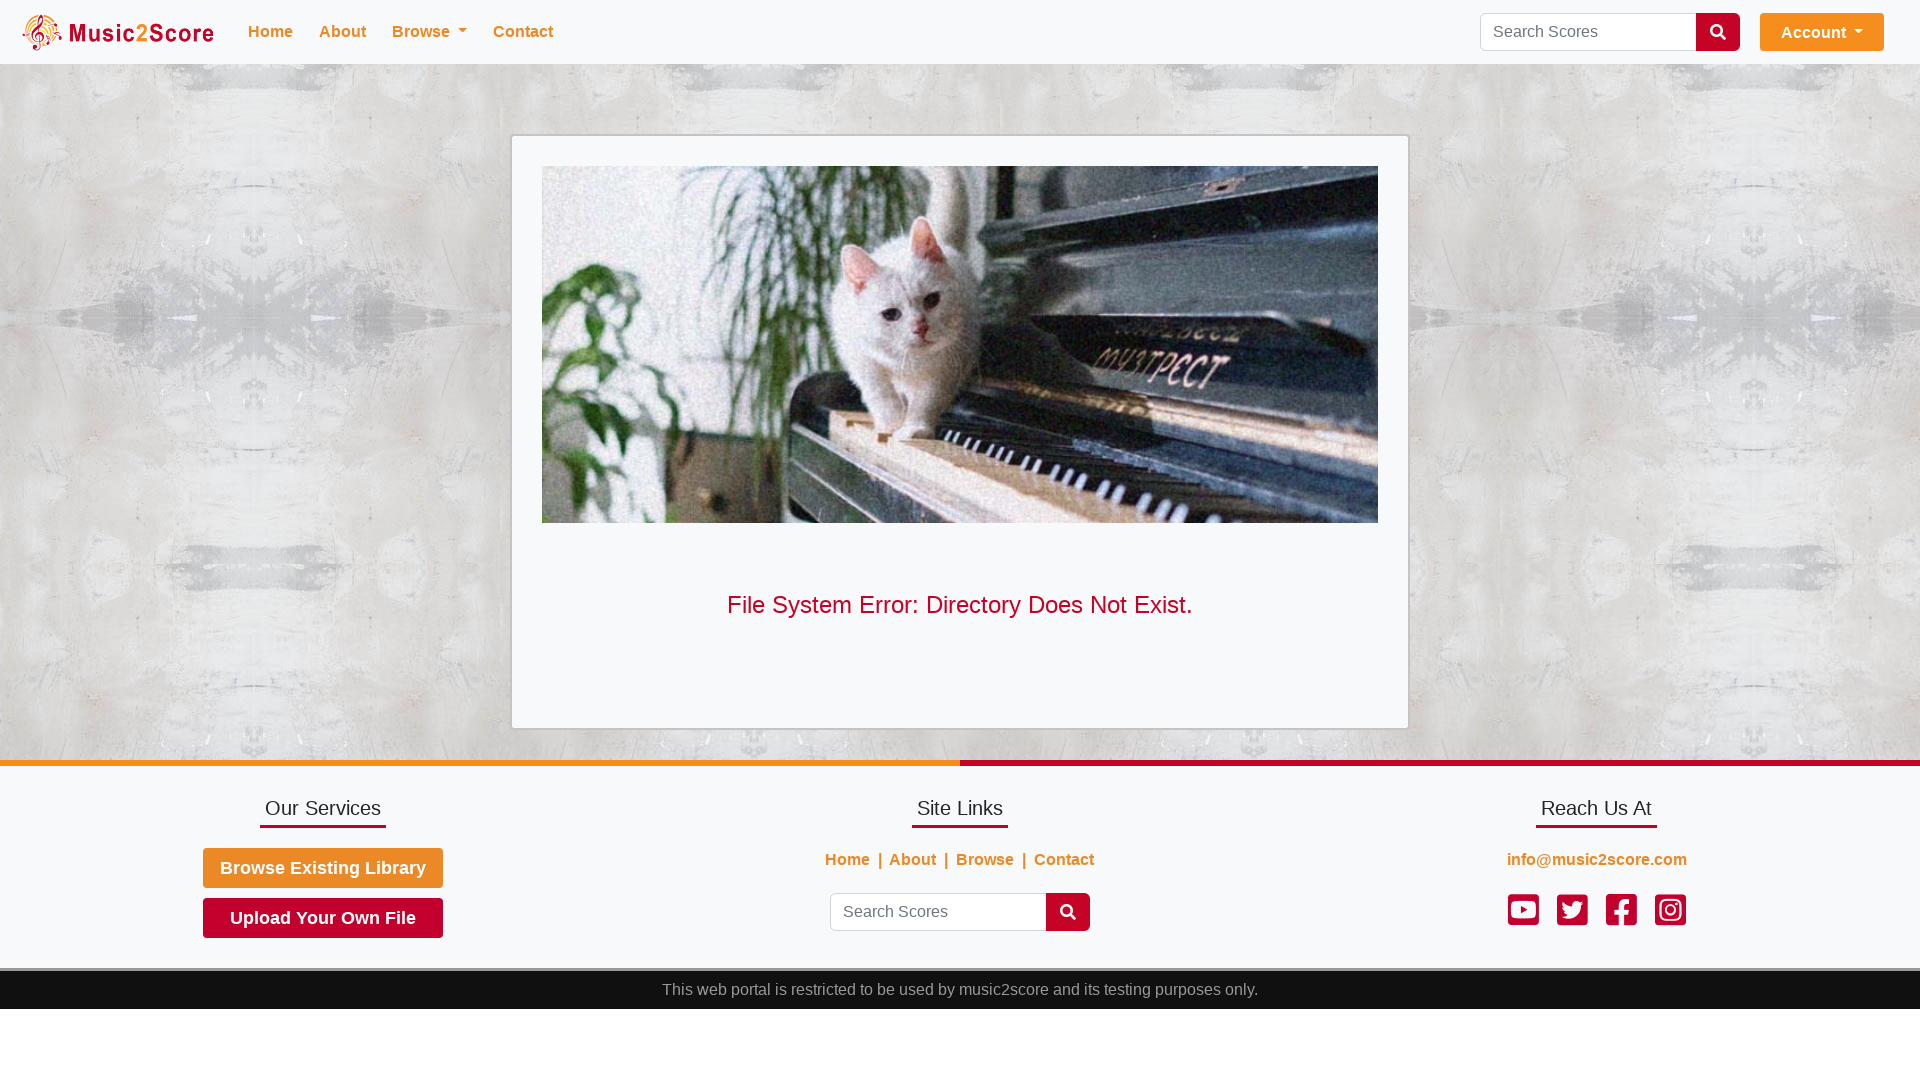 Music2Score
Home
About
Browse
Contact
Search Scores
Account
МУЗТРЕСТ
File System Error: Directory Does Not Exist.
Our Services
Browse Existing Library
Upload Your Own File
Site Links
Home | About | Browse | Contact
Search Scores
Reach Us At
info@music2score.com
This web portal is restricted to be used by music2score and its testing purposes only.